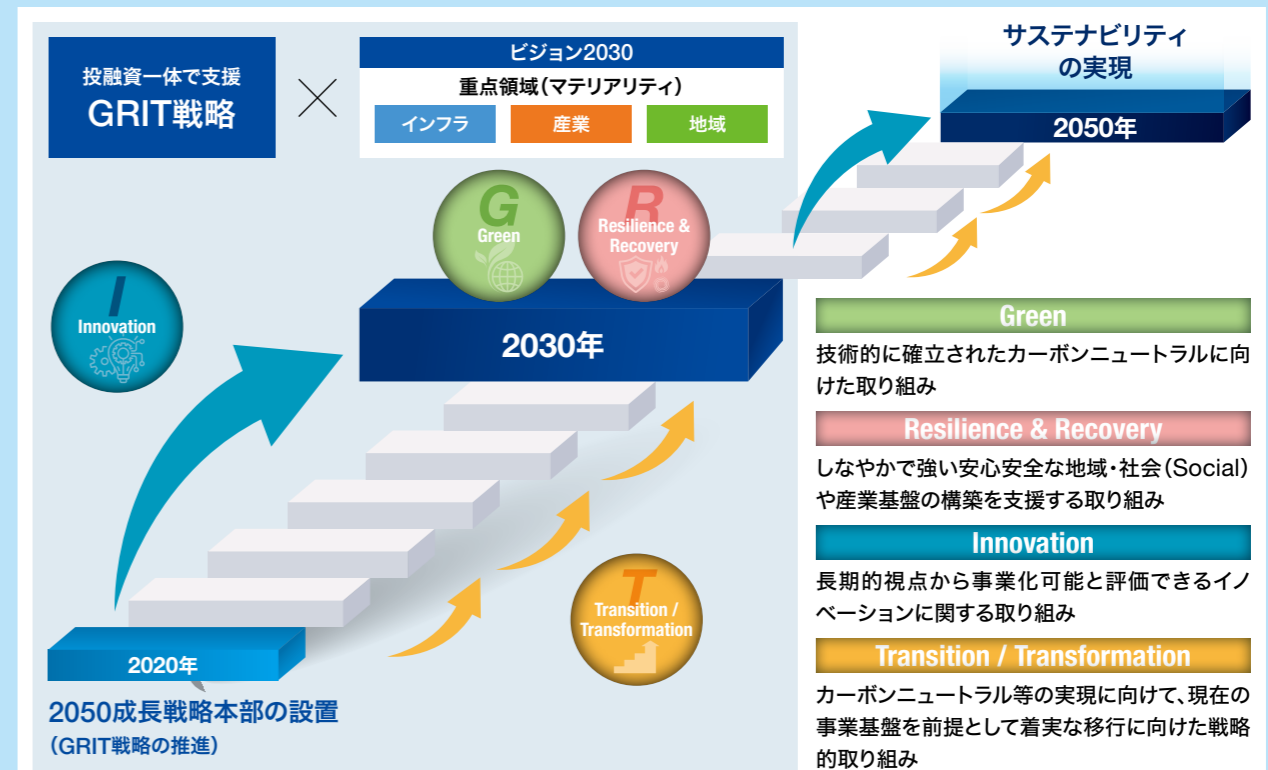 投融資一体で支援
GRIT戦略
ビジョン2030
重点領域(マテリアリティ)
インフラ
産業
地域
サステナビリティ
の実現
2050年
G
Green
R
Resilience &
Recovery
I
Innovation
2030年
T
Transition /
Transformation
2020年
2050成長戦略本部の設置
(GRIT戦略の推進)
Green
技術的に確立されたカーボンニュートラルに向
けた取り組み
Resilience & Recovery
しなやかで強い安心安全な地域・社会(Social)
や産業基盤の構築を支援する取り組み
Innovation
長期的視点から事業化可能と評価できるイノ
ベーションに関する取り組み
Transition / Transformation
カーボンニュートラル等の実現に向けて、現在の
事業基盤を前提として着実な移行に向けた戦略
的取り組み